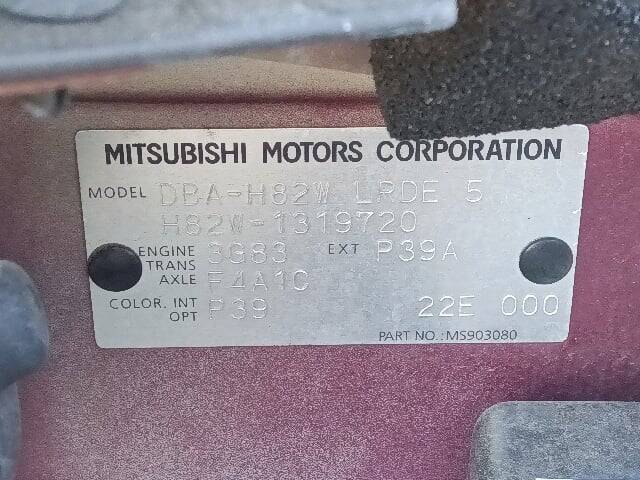 MITSUBISHI MOTORS CORPORATION
MODEL DBA-H82W LRDE 5
H82W-1319720
ENGINE 3G83 EXT P39A
TRANS AXLE F4A1C
COLOR. INT OPT P39 22E 000
PART NO.: MS903080